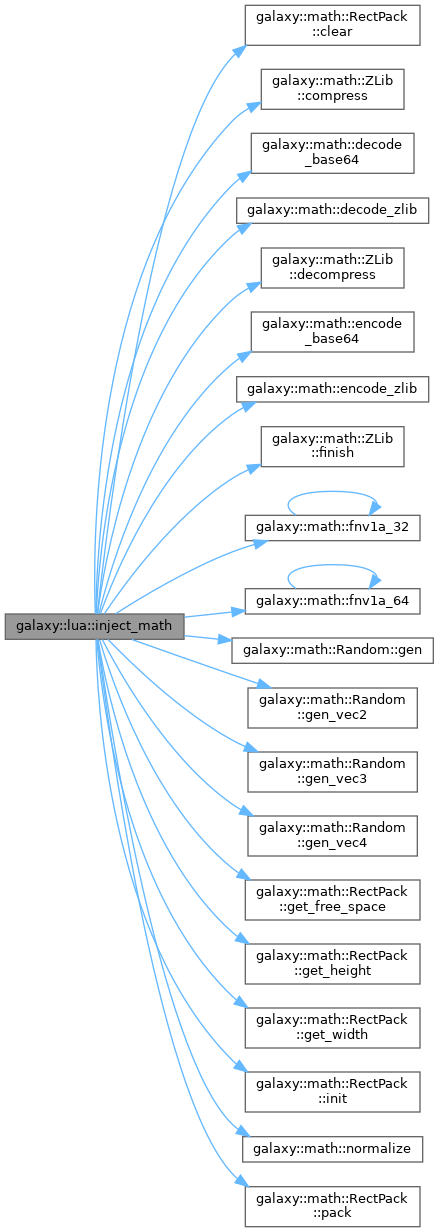 galaxy::math::RectPack
::clear
galaxy::math::ZLib
::compress
galaxy::math::decode
_base64
galaxy::math::decode_zlib
galaxy::math::ZLib
::decompress
galaxy::math::encode
_base64
galaxy::math::encode_zlib
galaxy::math::ZLib
::finish
galaxy::math::fnv1a_32
galaxy::math::fnv1a_64
galaxy::lua::inject_math
galaxy::math::Random::gen
galaxy::math::Random
::gen_vec2
galaxy::math::Random
::gen_vec3
galaxy::math::Random
::gen_vec4
galaxy::math::RectPack
::get_free_space
galaxy::math::RectPack
::get_height
galaxy::math::RectPack
::get_width
galaxy::math::RectPack
::init
galaxy::math::normalize
galaxy::math::RectPack
::pack